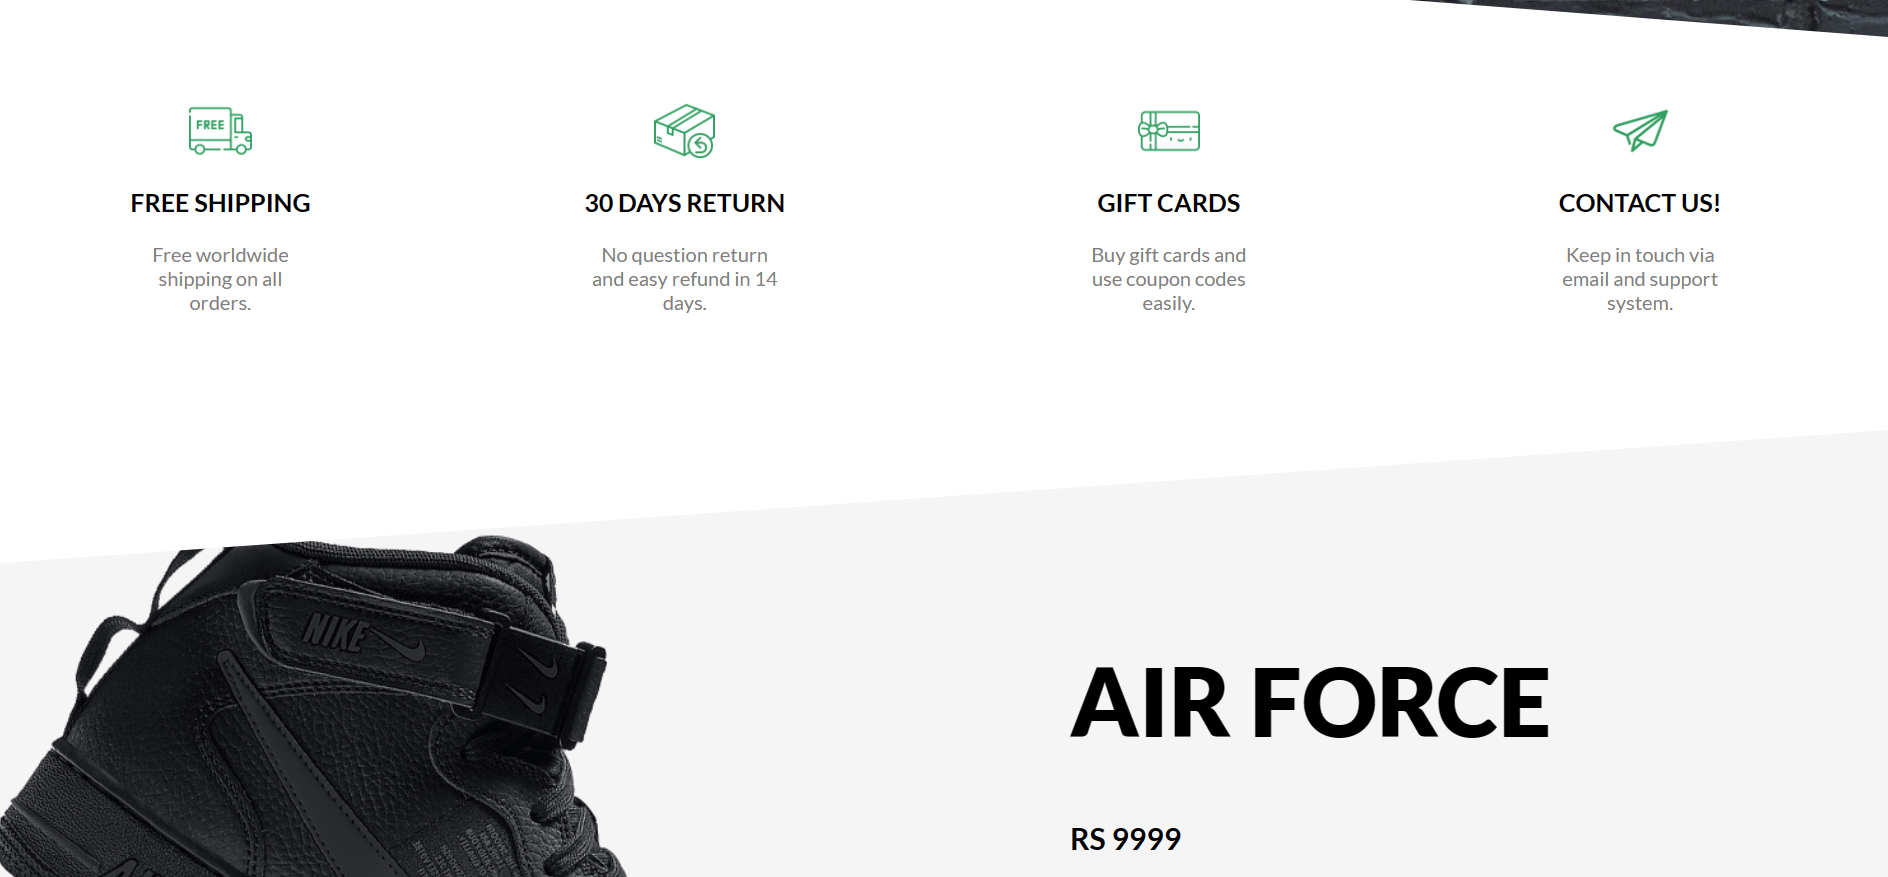 FREE
FREE SHIPPING
Free worldwide
shipping on all
orders.
30 DAYS RETURN
No question return
and easy refund in 14
days.
GIFT CARDS
Buy gift cards and
use coupon codes
easily.
CONTACT US!
Keep in touch via
email and support
system.
NIKE
AIR FORCE
RS 9999